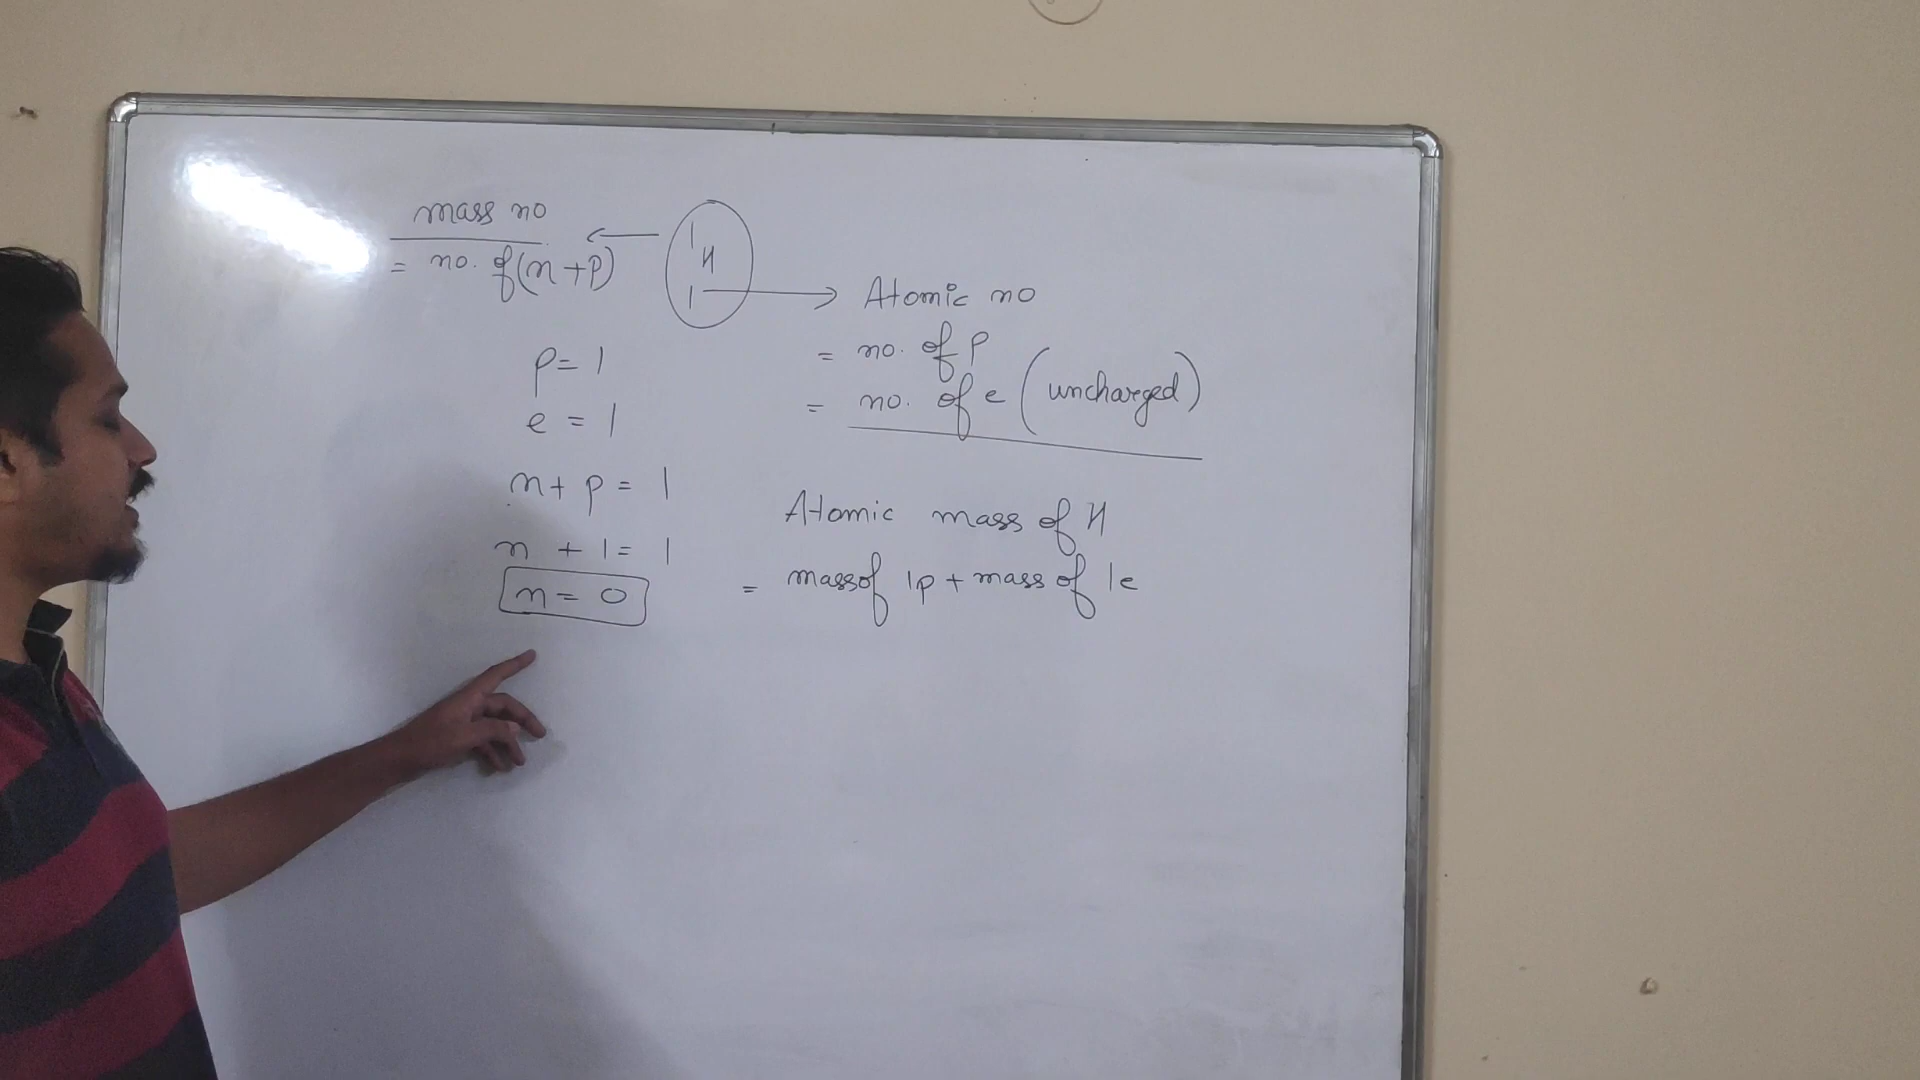 mass no
= no. of (n+p)
1
H
1
Atomic no
= no. of p
= no. of e (uncharged)
p = 1
e = 1
n + p = 1
n + 1 = 1
n = 0
Atomic mass of H
= mass of 1p + mass of 1e